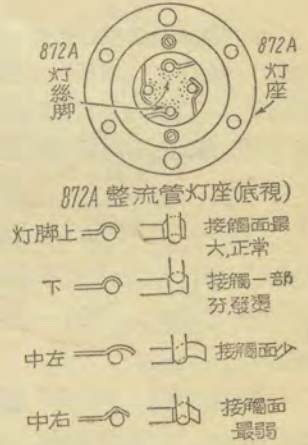 872A
灯
絲
脚
872A
灯
座
872A 整流管灯座(底視)
灯脚上
接觸面最
大,正常
下
接觸一部
分,發燙
中左
接觸面少
中右
接觸面
最弱